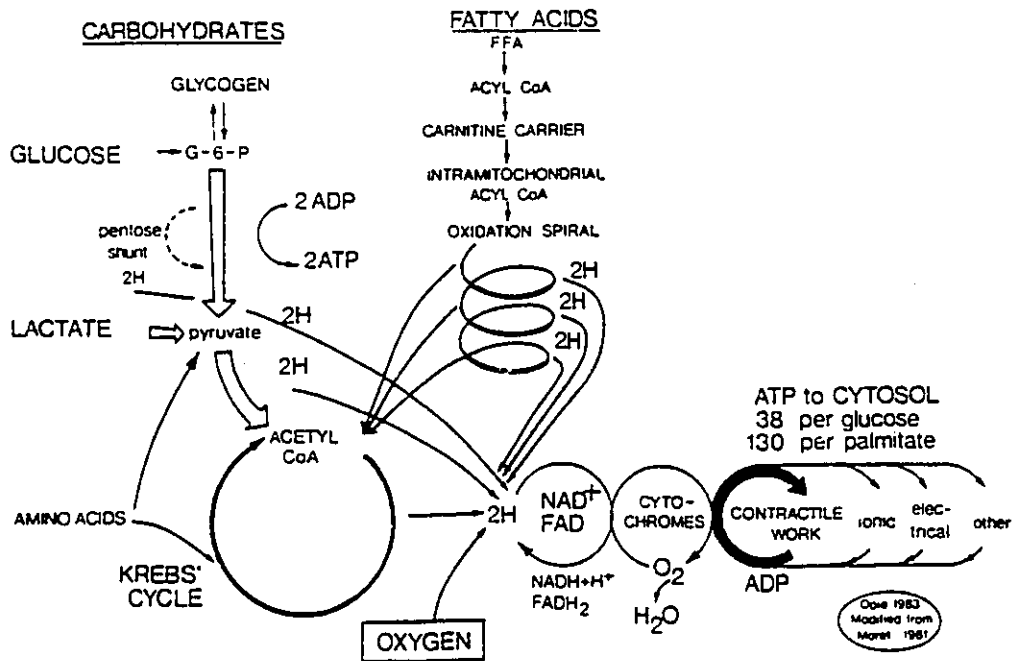 CARBOHYDRATES
GLYCOGEN
GLUCOSE
G-6-P
pentose
shunt
2H
2 ADP
2ATP
LACTATE
pyruvate
2H
2H
FATTY ACIDS
FFA
ACYL CoA
CARNITINE CARRIER
INTRAMITOCHONDRIAL
ACYL CoA
OXIDATION SPIRAL
2H
2H
2H
ACETYL
CoA
AMINO ACIDS
KREBS'
CYCLE
2H
OXYGEN
NAD+
FAD
NADH+H+
FADH2
CYTO-
CHROMES
O2
H2O
ATP to CYTOSOL
38 per glucose
130 per palmitate
CONTRACTILE
WORK
ADP
ionic
elec-
trical
other
Opie 1983
Modified from
1981